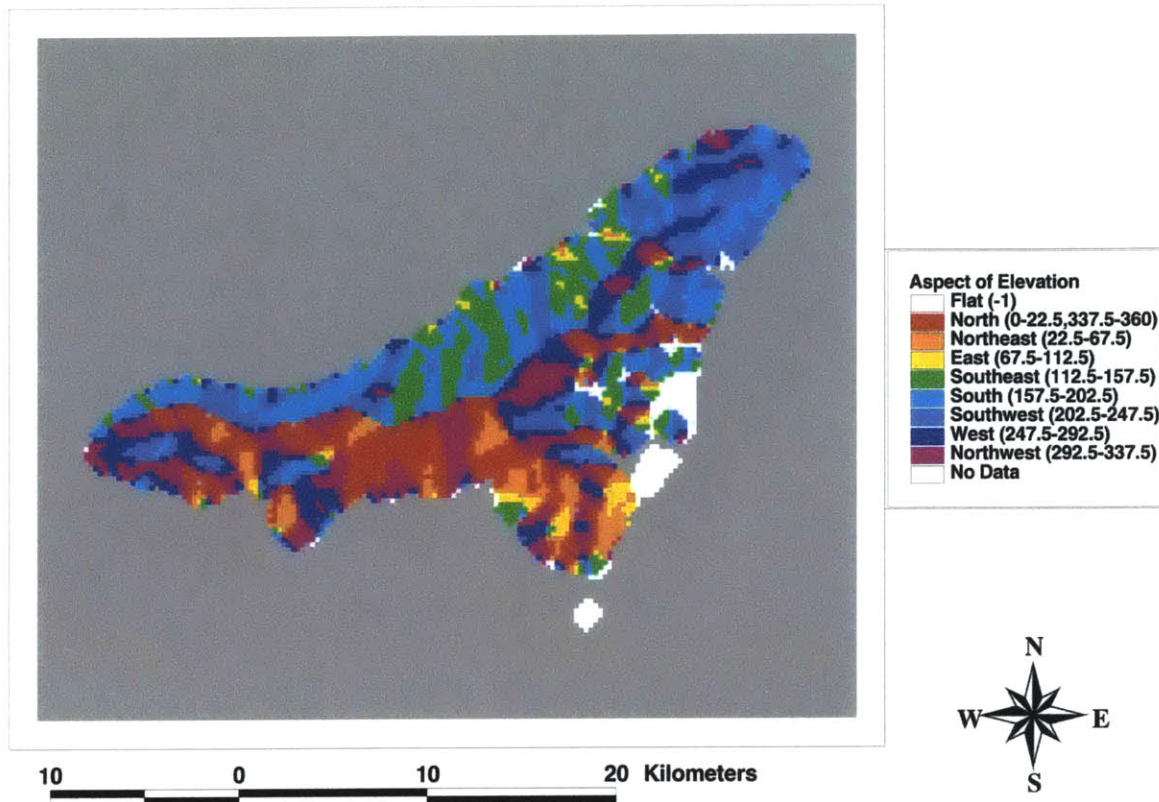 Aspect of Elevation
Flat (-1)
North (0-22.5,337.5-360)
Northeast (22.5-67.5)
East (67.5-112.5)
Southeast (112.5-157.5)
South (157.5-202.5)
Southwest (202.5-247.5)
West (247.5-292.5)
Northwest (292.5-337.5)
No Data
N
W E
S
10 0 10 20 Kilometers